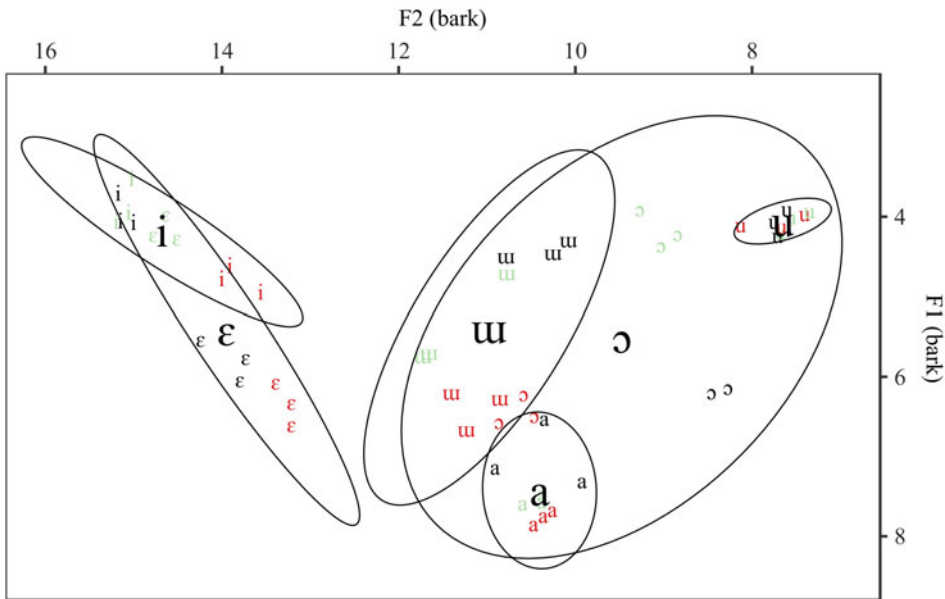 F2 (bark)
16 14 12 10 8
i
i
i ɛ ɔ u u u
i i i i u u u u 4
ɛ i ɛ ɔ u
ɯ ɯ ɔ
ɯ
i ɯ
i
i
F1 (bark)
ɛ ɛ ɯ ɔ
ɛ ɯ ɯ
ɛ ɛ 6
ɯ ɯ ɔ ɔ ɔ
ɛ
ɛ ɯ ɔ ɔ a
a
a a
a a
a a a
8